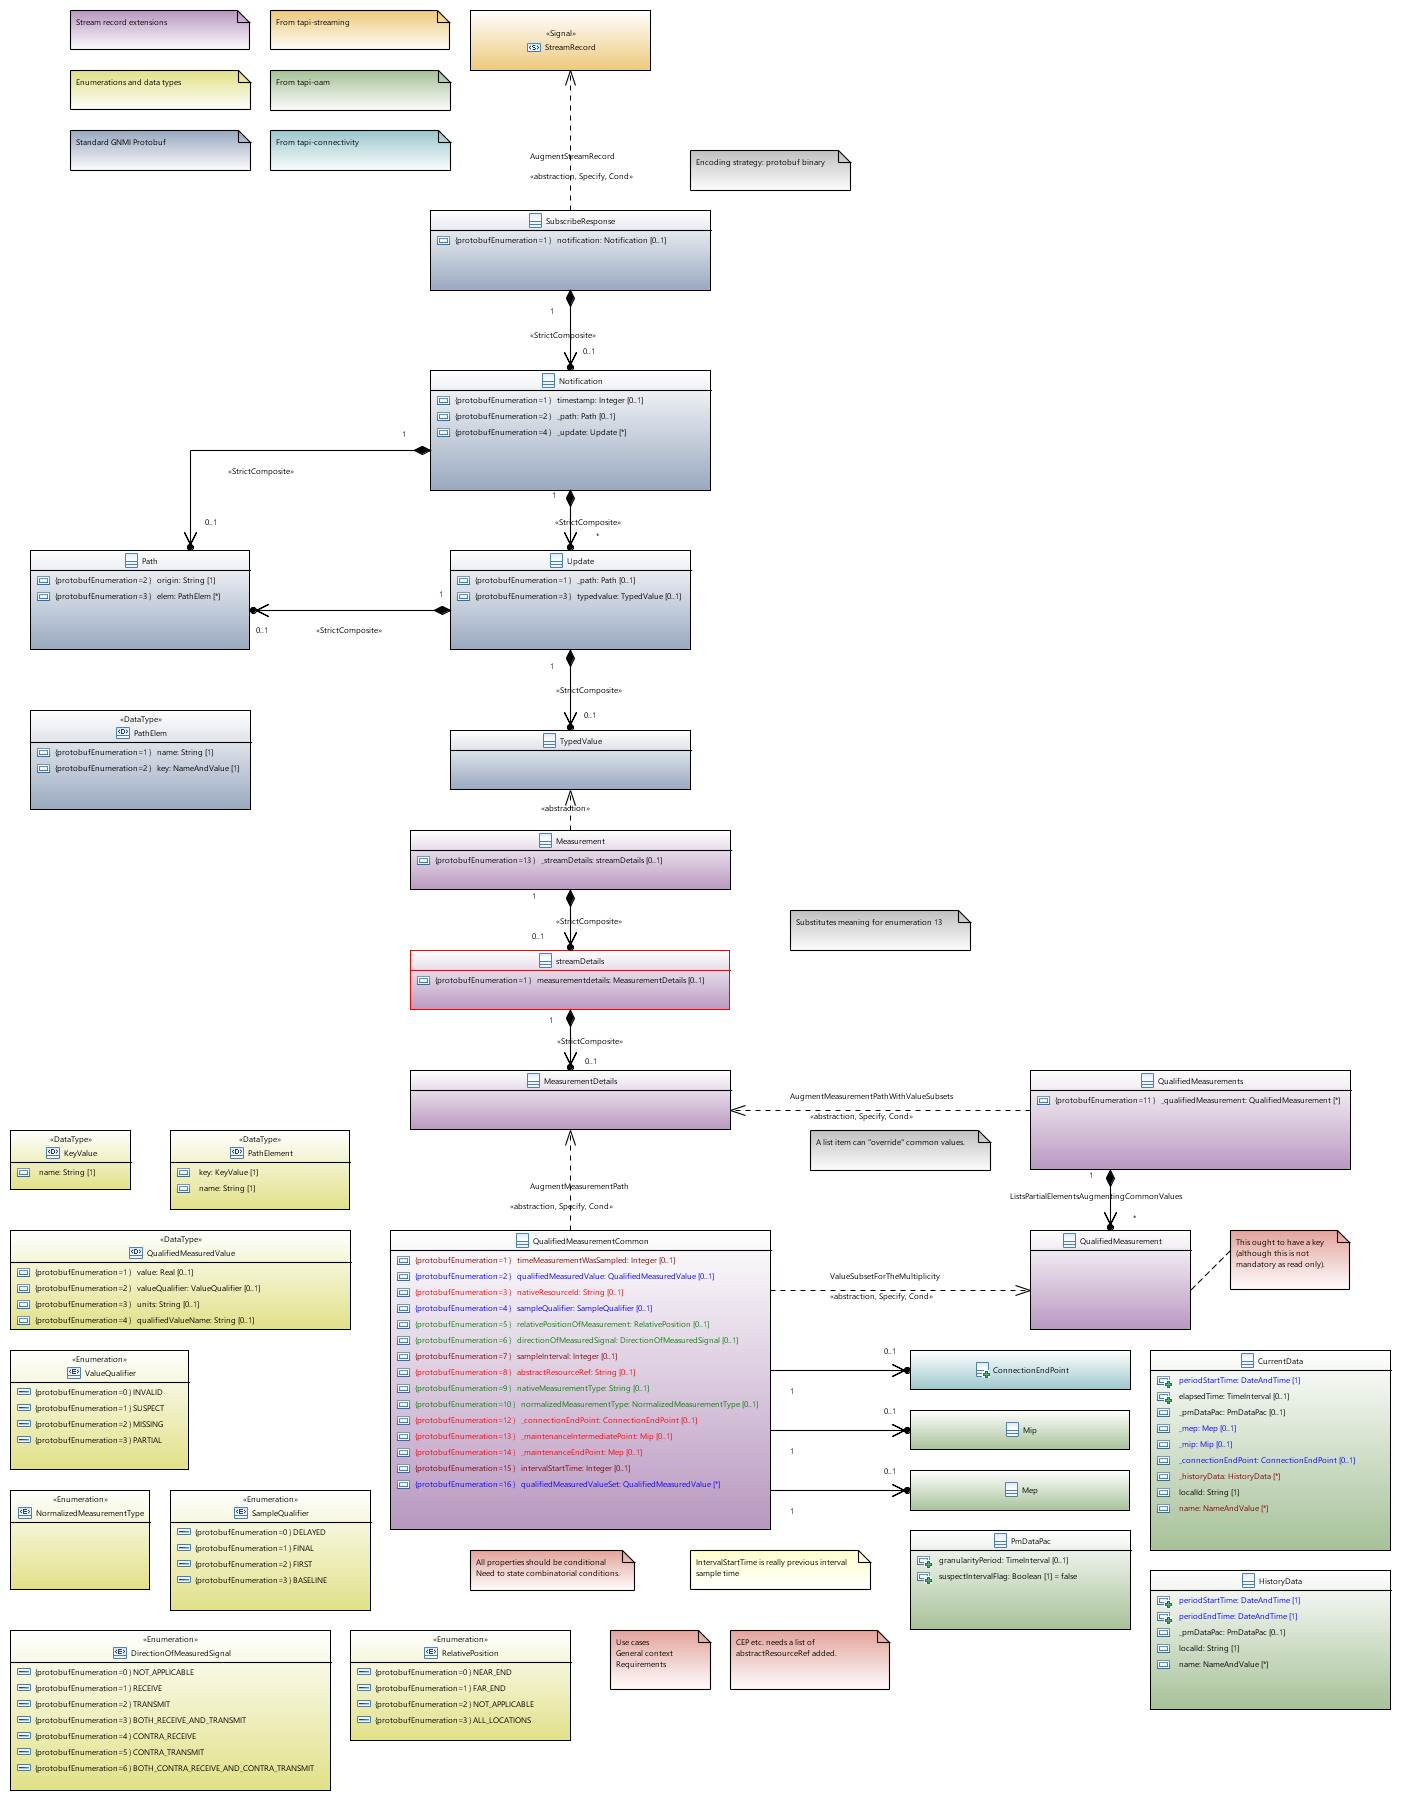 Stream record extensions
From tapi-streaming
«Signal»
StreamRecord
Enumerations and data types
From tapi-oam
Standard GNMI Protobuf
From tapi-connectivity
Encoding strategy: protobuf binary
AugmentStreamRecord
«abstraction, Specify, Cond»
SubscribeResponse
{protobufEnumeration=1 } notification: Notification [0..1]
1
«StrictComposite»
0..1
Notification
{protobufEnumeration=1 } timestamp: Integer [0..1]
{protobufEnumeration=2 } _path: Path [0..1]
{protobufEnumeration=4 } _update: Update [*]
1
«StrictComposite»
0..1
1
«StrictComposite»
*
Path
{protobufEnumeration=2 } origin: String [1]
{protobufEnumeration=3 } elem: PathElem [*]
Update
{protobufEnumeration=1 } _path: Path [0..1]
{protobufEnumeration=3 } typedvalue: TypedValue [0..1]
1
0..1
«StrictComposite»
1
«StrictComposite»
0..1
«DataType»
PathElem
{protobufEnumeration=1 } name: String [1]
{protobufEnumeration=2 } key: NameAndValue [1]
TypedValue
«abstraction»
Measurement
{protobufEnumeration=13 } _streamDetails: streamDetails [0..1]
1
«StrictComposite»
0..1
Substitutes meaning for enumeration 13
streamDetails
{protobufEnumeration=1 } measurementdetails: MeasurementDetails [0..1]
1
«StrictComposite»
0..1
MeasurementDetails
AugmentMeasurementPathWithValueSubsets
«abstraction, Specify, Cond»
QualifiedMeasurements
{protobufEnumeration=11 } _qualifiedMeasurement: QualifiedMeasurement [*]
A list item can "override" common values.
1
ListsPartialElementsAugmentingCommonValues
*
«DataType»
KeyValue
name: String [1]
«DataType»
PathElement
key: KeyValue [1]
name: String [1]
AugmentMeasurementPath
«abstraction, Specify, Cond»
«DataType»
QualifiedMeasuredValue
{protobufEnumeration=1 } value: Real [0..1]
{protobufEnumeration=2 } valueQualifier: ValueQualifier [0..1]
{protobufEnumeration=3 } units: String [0..1]
{protobufEnumeration=4 } qualifiedValueName: String [0..1]
QualifiedMeasurementCommon
{protobufEnumeration=1 } timeMeasurementWasSampled: Integer [0..1]
{protobufEnumeration=2 } qualifiedMeasuredValue: QualifiedMeasuredValue [0..1]
{protobufEnumeration=3 } nativeResourceId: String [0..1]
{protobufEnumeration=4 } sampleQualifier: SampleQualifier [0..1]
{protobufEnumeration=5 } relativePositionOfMeasurement: RelativePosition [0..1]
{protobufEnumeration=6 } directionOfMeasuredSignal: DirectionOfMeasuredSignal [0..1]
{protobufEnumeration=7 } sampleInterval: Integer [0..1]
{protobufEnumeration=8 } abstractResourceRef: String [0..1]
{protobufEnumeration=9 } nativeMeasurementType: String [0..1]
{protobufEnumeration=10 } normalizedMeasurementType: NormalizedMeasurementType [0..1]
{protobufEnumeration=12 } _connectionEndPoint: ConnectionEndPoint [0..1]
{protobufEnumeration=13 } _maintenanceIntermediatePoint: Mip [0..1]
{protobufEnumeration=14 } _maintenanceEndPoint: Mep [0..1]
{protobufEnumeration=15 } intervalStartTime: Integer [0..1]
{protobufEnumeration=16 } qualifiedMeasuredValueSet: QualifiedMeasuredValue [*]
ValueSubsetForTheMultiplicity
«abstraction, Specify, Cond»
QualifiedMeasurement
This ought to have a key
(although this is not
mandatory as read only).
«Enumeration»
ValueQualifier
{protobufEnumeration=0 } INVALID
{protobufEnumeration=1 } SUSPECT
{protobufEnumeration=2 } MISSING
{protobufEnumeration=3 } PARTIAL
0..1
1
ConnectionEndPoint
0..1
1
Mip
0..1
1
Mep
CurrentData
periodStartTime: DateAndTime [1]
elapsedTime: TimeInterval [0..1]
_pmDataPac: PmDataPac [0..1]
_mep: Mep [0..1]
_mip: Mip [0..1]
_connectionEndPoint: ConnectionEndPoint [0..1]
_historyData: HistoryData [*]
localId: String [1]
name: NameAndValue [*]
«Enumeration»
NormalizedMeasurementType
«Enumeration»
SampleQualifier
{protobufEnumeration=0 } DELAYED
{protobufEnumeration=1 } FINAL
{protobufEnumeration=2 } FIRST
{protobufEnumeration=3 } BASELINE
All properties should be conditional
Need to state combinatorial conditions.
IntervalStartTime is really previous interval
sample time
PmDataPac
granularityPeriod: TimeInterval [0..1]
suspectIntervalFlag: Boolean [1] = false
HistoryData
periodStartTime: DateAndTime [1]
periodEndTime: DateAndTime [1]
_pmDataPac: PmDataPac [0..1]
localId: String [1]
name: NameAndValue [*]
«Enumeration»
DirectionOfMeasuredSignal
{protobufEnumeration=0 } NOT_APPLICABLE
{protobufEnumeration=1 } RECEIVE
{protobufEnumeration=2 } TRANSMIT
{protobufEnumeration=3 } BOTH_RECEIVE_AND_TRANSMIT
{protobufEnumeration=4 } CONTRA_RECEIVE
{protobufEnumeration=5 } CONTRA_TRANSMIT
{protobufEnumeration=6 } BOTH_CONTRA_RECEIVE_AND_CONTRA_TRANSMIT
«Enumeration»
RelativePosition
{protobufEnumeration=0 } NEAR_END
{protobufEnumeration=1 } FAR_END
{protobufEnumeration=2 } NOT_APPLICABLE
{protobufEnumeration=3 } ALL_LOCATIONS
Use cases
General context
Requirements
CEP etc. needs a list of
abstractResourceRef added.